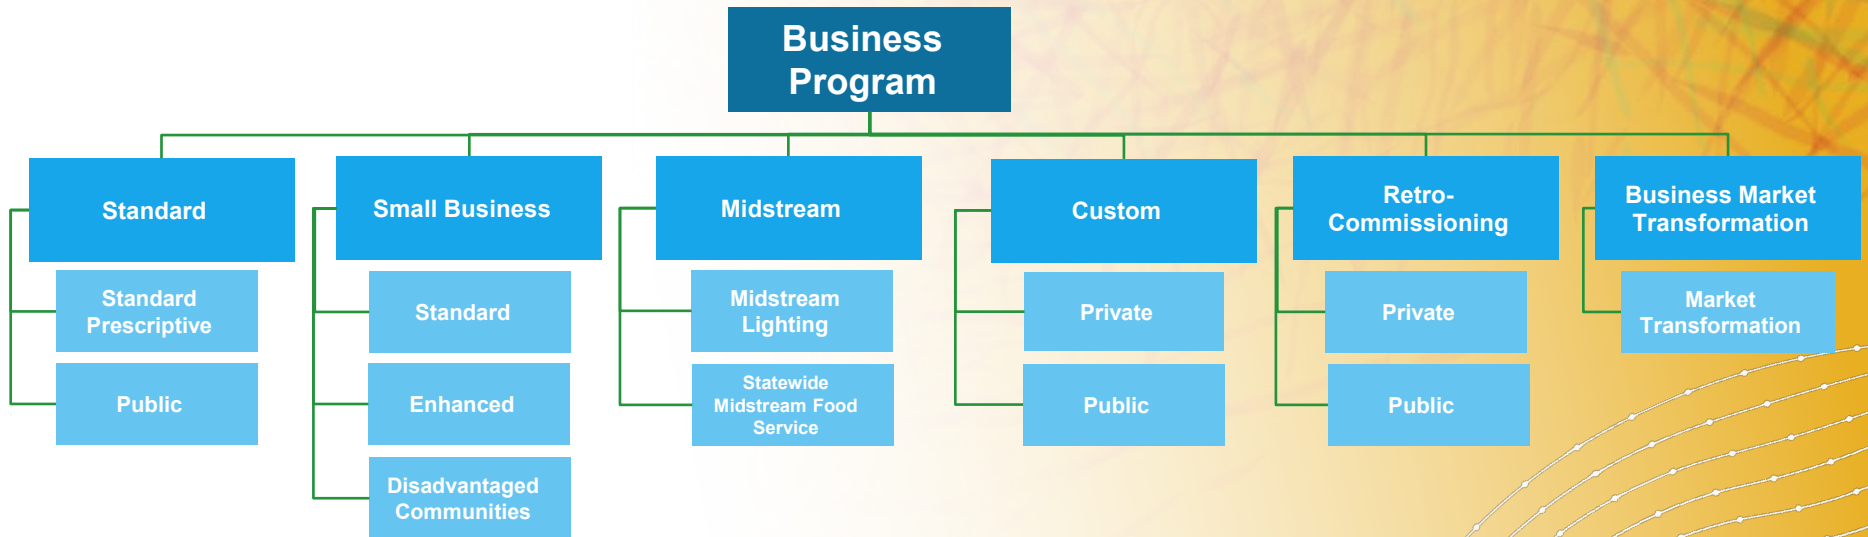 Business
Program
Standard
Small Business
Midstream
Custom
Retro-
Commissioning
Business Market
Transformation
Standard
Prescriptive
Public
Standard
Enhanced
Disadvantaged
Communities
Midstream
Lighting
Statewide
Midstream Food
Service
Private
Public
Private
Public
Market
Transformation